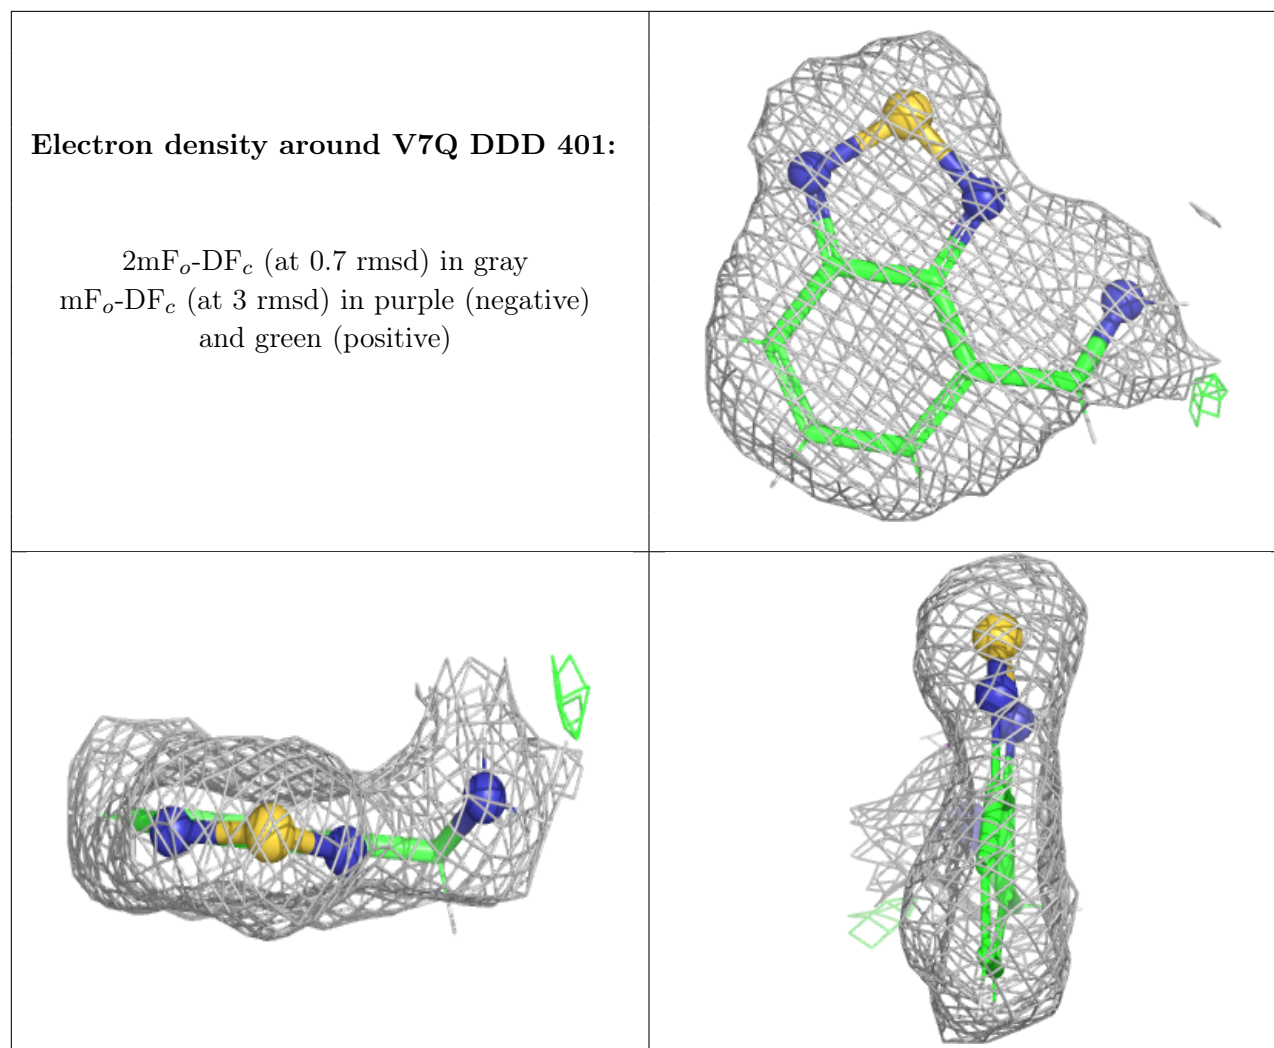 Electron density around V7Q DDD 401:
2mFo-DFc (at 0.7 rmsd) in gray
mFo-DFc (at 3 rmsd) in purple (negative)
and green (positive)